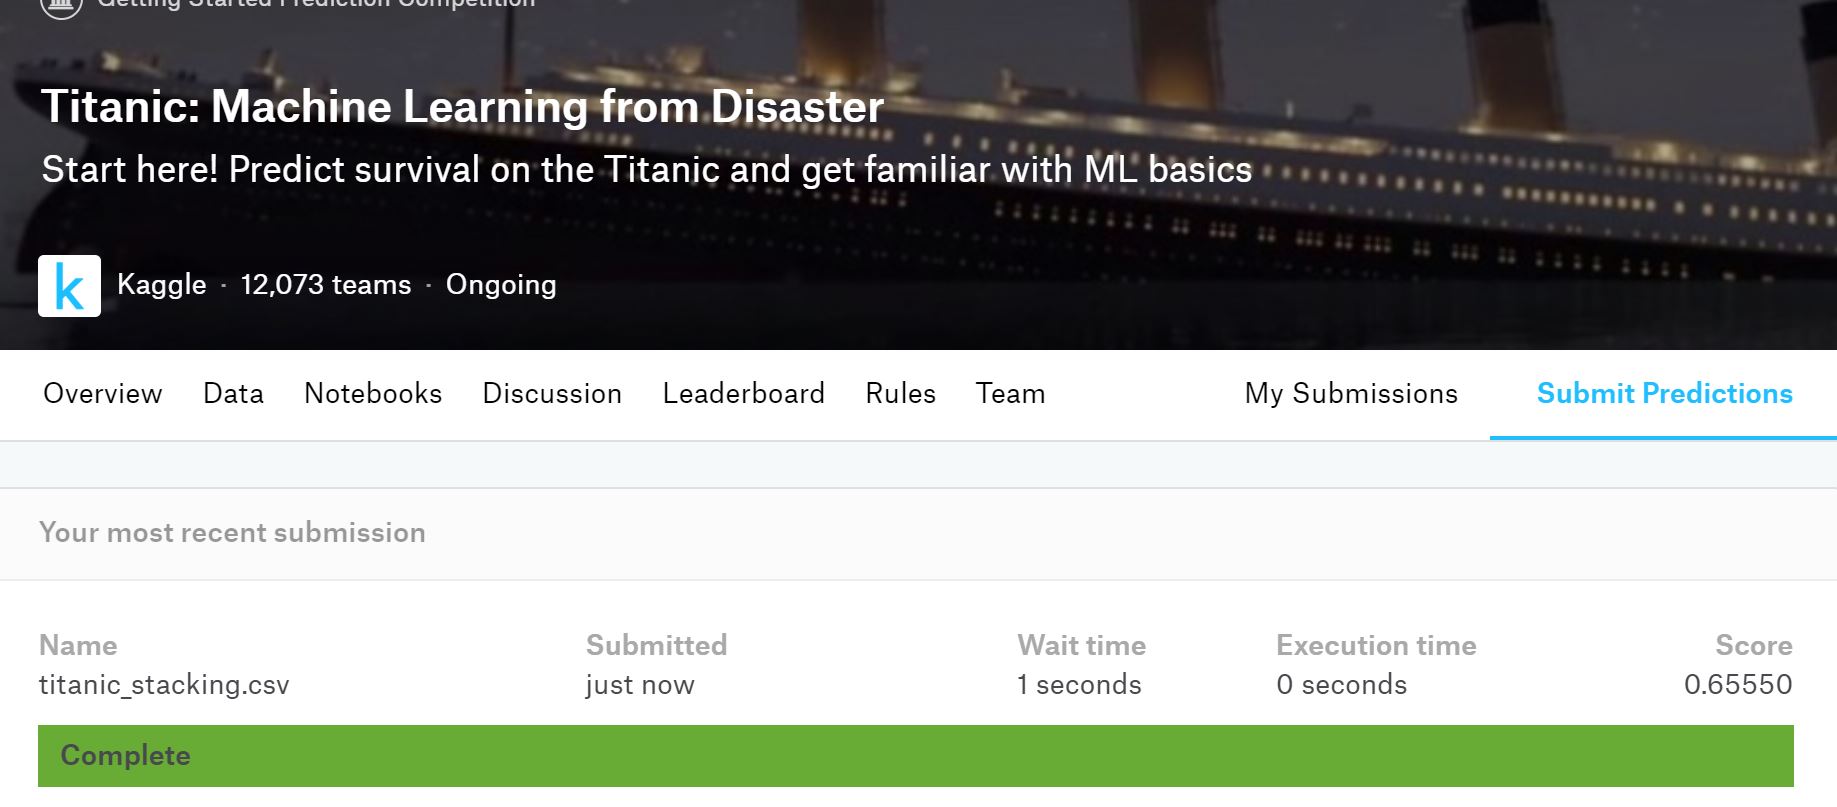 Getting Started Prediction Competition
Titanic: Machine Learning from Disaster
Start here! Predict survival on the Titanic and get familiar with ML basics
k
Kaggle · 12,073 teams · Ongoing
Overview Data Notebooks Discussion Leaderboard Rules Team My Submissions Submit Predictions
Your most recent submission
Name Submitted Wait time Execution time Score
titanic_stacking.csv just now 1 seconds 0 seconds 0.65550
Complete